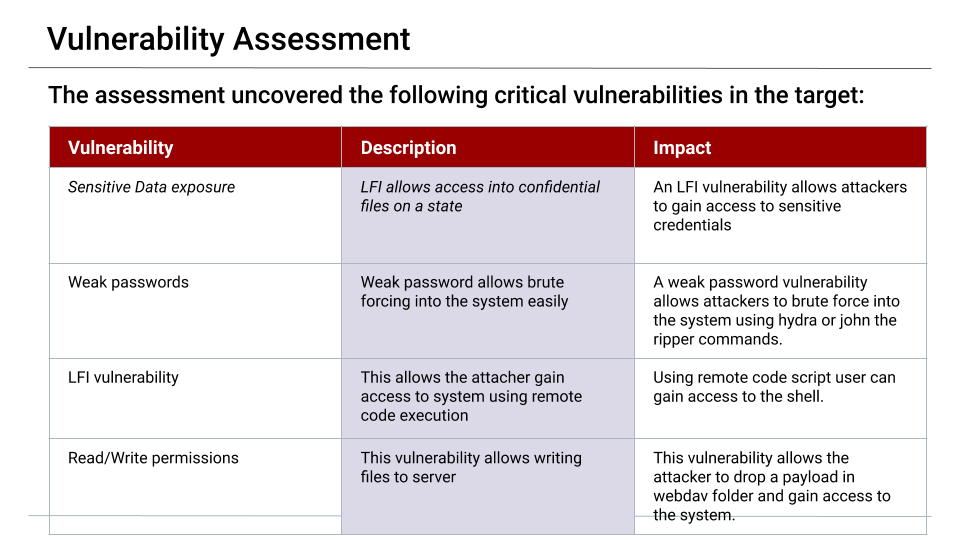 Vulnerability Assessment
The assessment uncovered the following critical vulnerabilities in the target:
Vulnerability
Description
Impact
Sensitive Data exposure
LFI allows access into confidential
files on a state
An LFI vulnerability allows attackers
to gain access to sensitive
credentials
Weak passwords
Weak password allows brute
forcing into the system easily
A weak password vulnerability
allows attackers to brute force into
the system using hydra or john the
ripper commands.
LFI vulnerability
This allows the attacher gain
access to system using remote
code execution
Using remote code script user can
gain access to the shell.
Read/Write permissions
This vulnerability allows writing
files to server
This vulnerability allows the
attacker to drop a payload in
webdav folder and gain access to
the system.